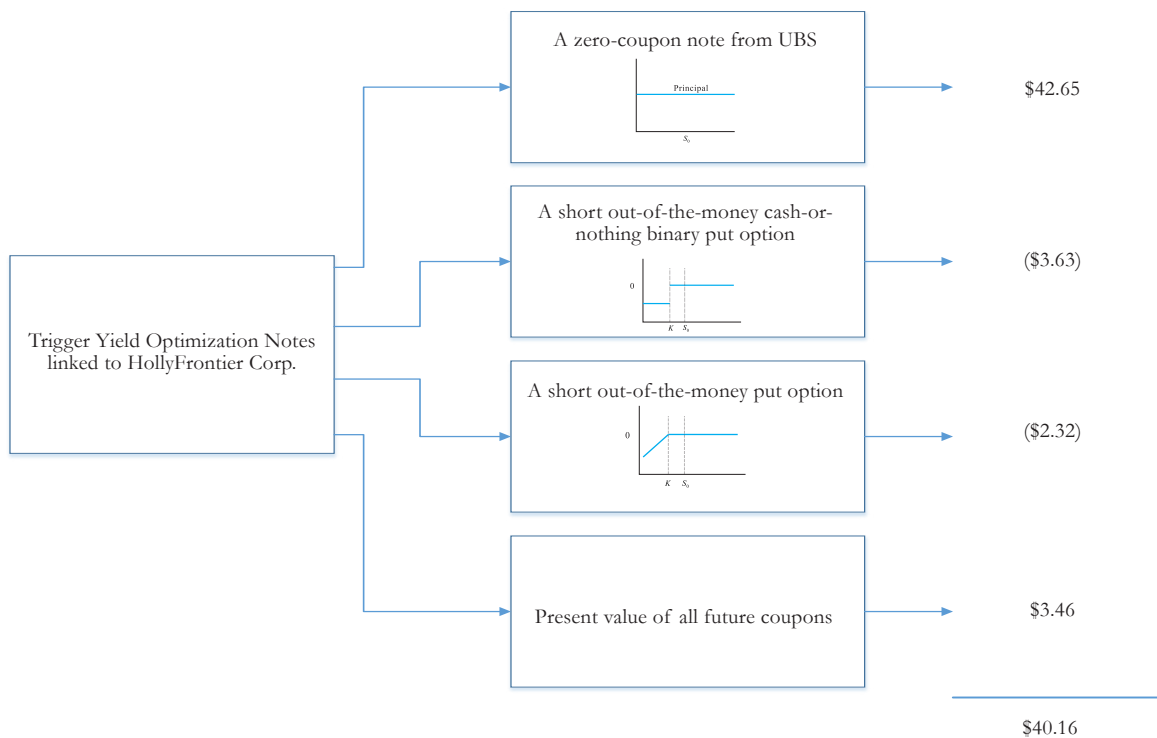 A zero-coupon note from UBS
Principal
S0
$42.65
A short out-of-the-money cash-or-
nothing binary put option
0
K S0
($3.63)
Trigger Yield Optimization Notes
linked to HollyFrontier Corp.
A short out-of-the-money put option
0
K S0
($2.32)
Present value of all future coupons
$3.46
$40.16